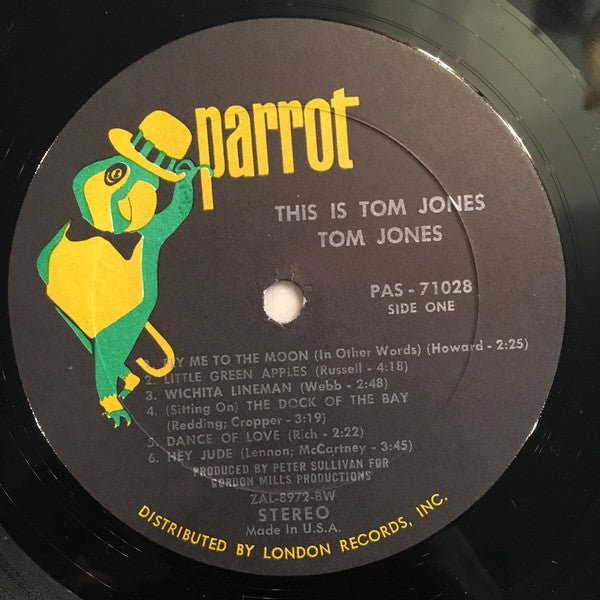 parrot
THIS IS TOM JONES
TOM JONES
PAS - 71028
SIDE ONE
1. FLY ME TO THE MOON (In Other Words) (Howard - 2:25)
2. LITTLE GREEN APPLES (Russell - 4:18)
3. WICHITA LINEMAN (Webb - 2:48)
4. (Sitting On) THE DOCK OF THE BAY
(Redding; Cropper - 3:19)
5. DANCE OF LOVE (Rich - 2:22)
6. HEY JUDE (Lennon; McCartney - 3:45)
PRODUCED BY PETER SULLIVAN FOR
GORDON MILLS PRODUCTIONS
ZAL-8972-BW
STEREO
Made in U.S.A.
DISTRIBUTED BY LONDON RECORDS, INC.